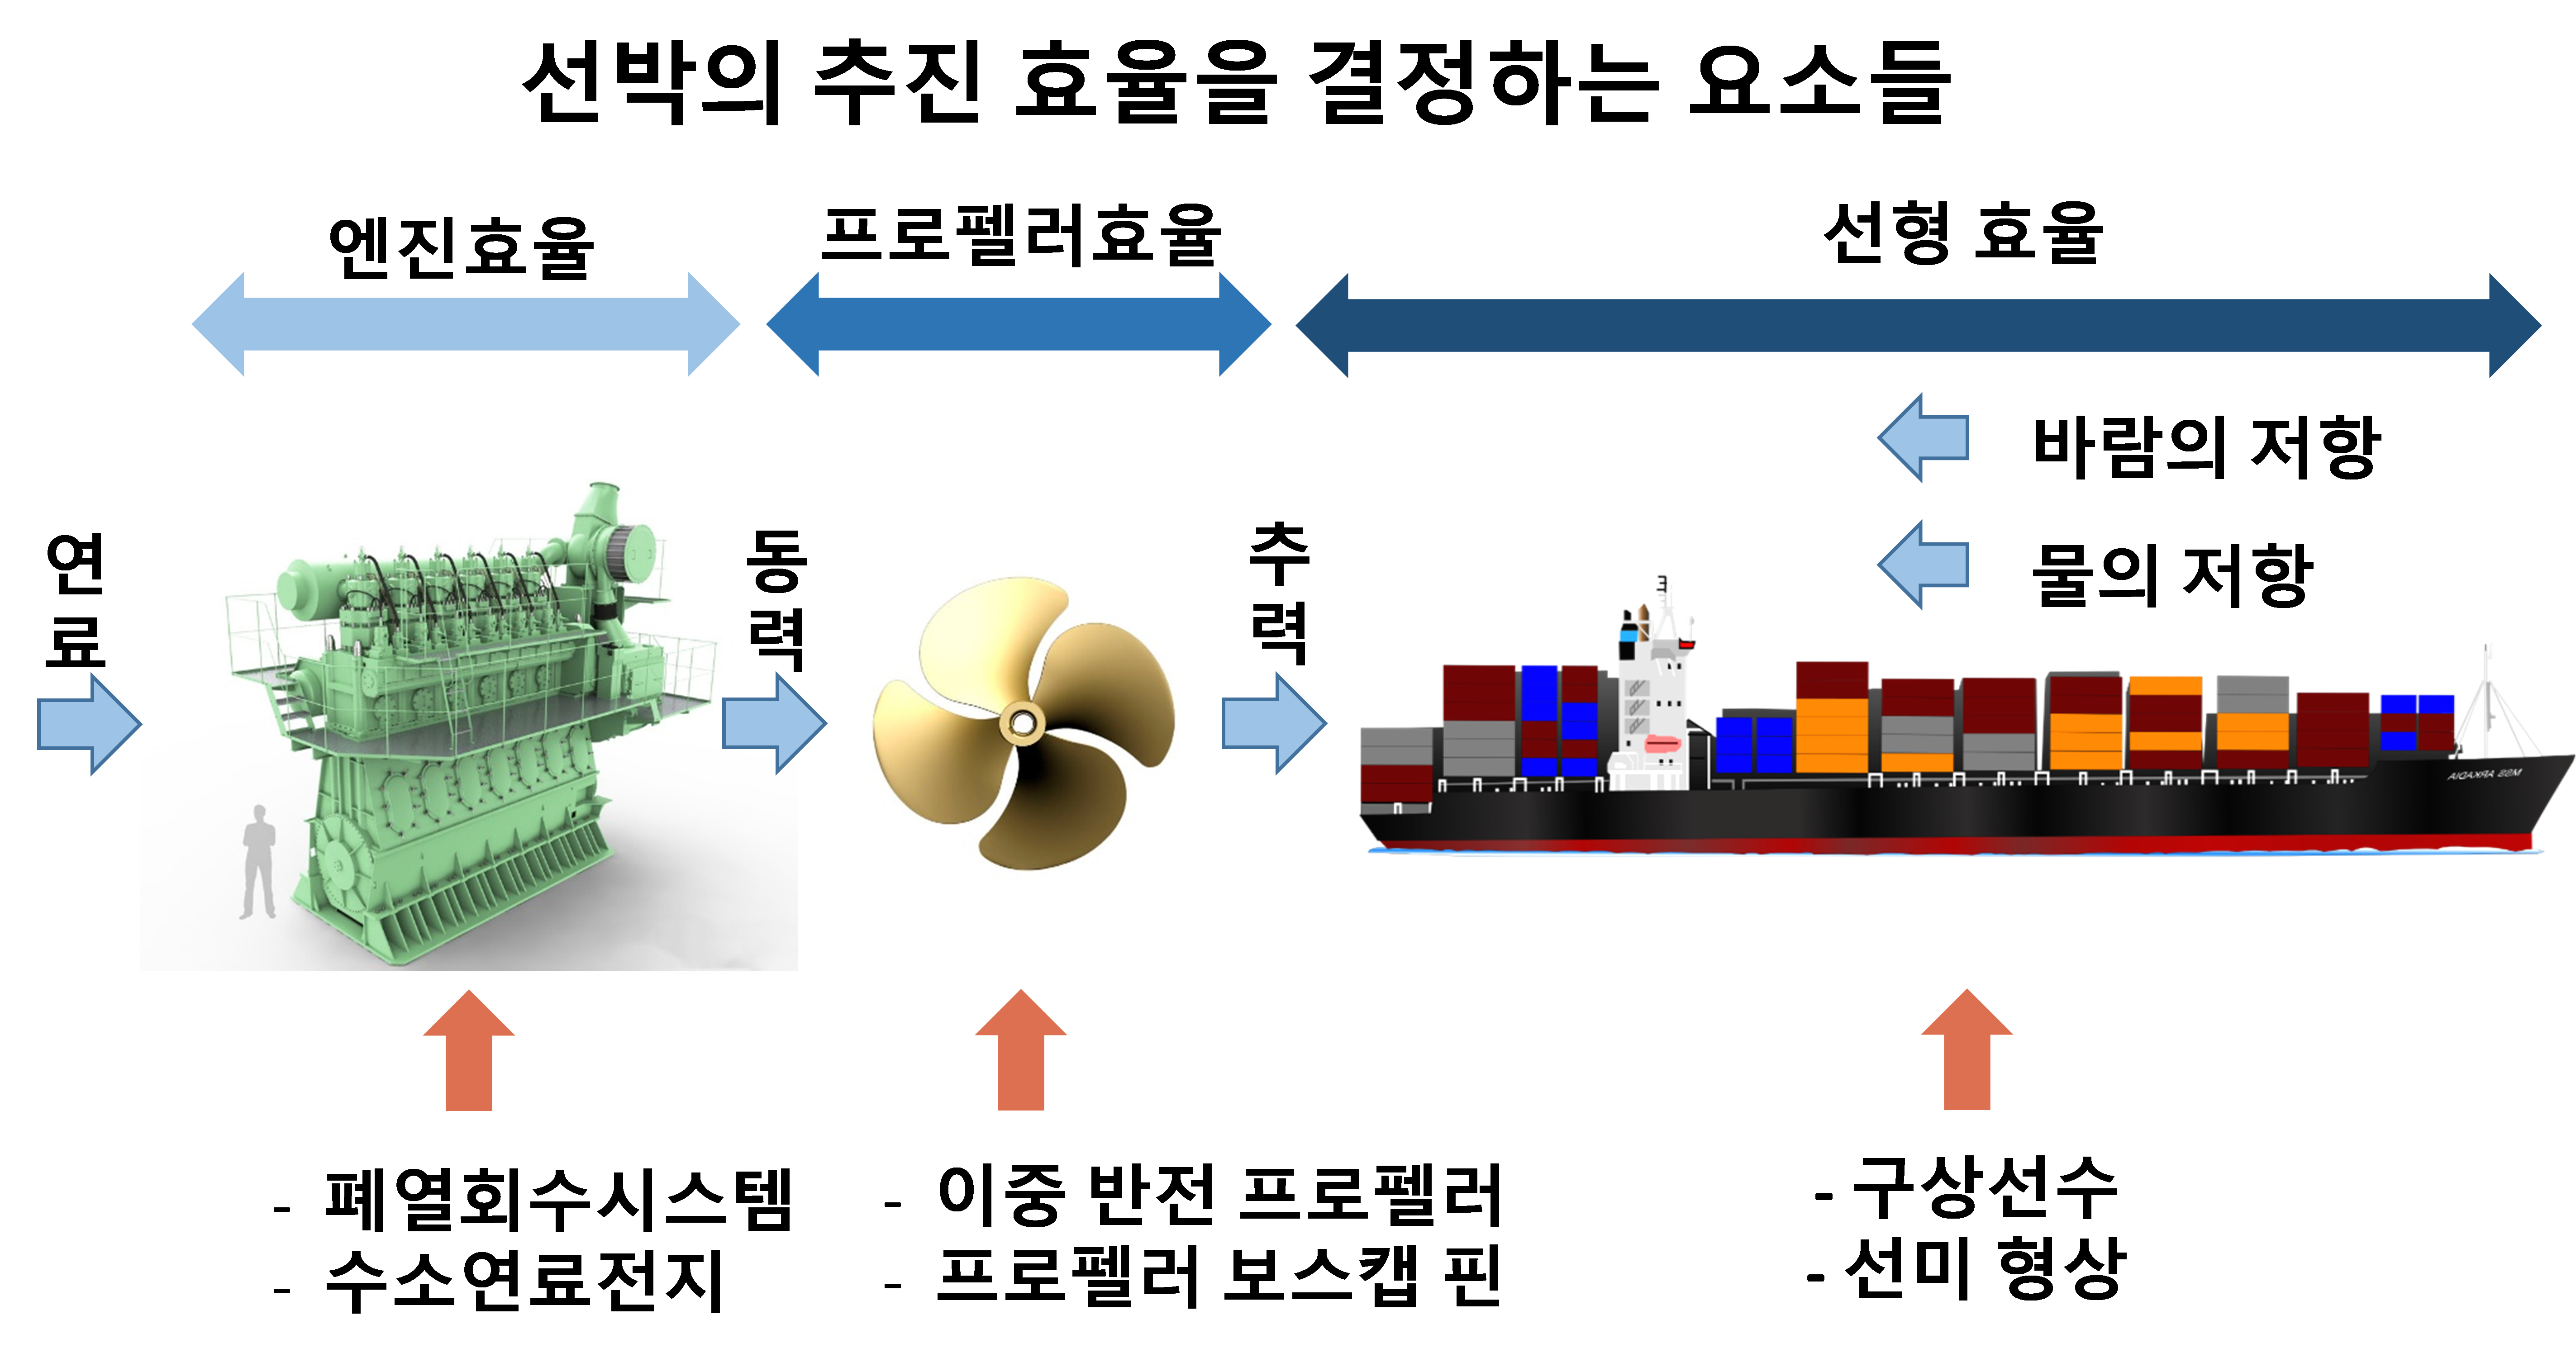 선박의 추진 효율을 결정하는 요소들
엔진효율
프로펠러효율
선형 효율
바람의 저항
물의 저항
연료
동력
추력
MSS ARKADIA
- 폐열회수시스템
- 수소연료전지
- 이중 반전 프로펠러
- 프로펠러 보스캡 핀
- 구상선수
- 선미 형상